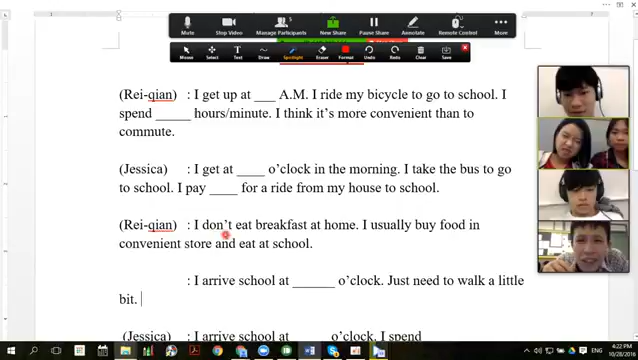 Mute
Stop Video
Manage Participants
5
New Share
Pause Share
Annotate
Remote Control
More
Mouse
Select
Text
Draw
Spotlight
Eraser
Format
Undo
Redo
Clear
Save
(Rei-qian) : I get up at ___ A.M. I ride my bicycle to go to school. I
spend _____ hours/minute. I think it's more convenient than to
commute.
(Jessica) : I get at ____ o'clock in the morning. I take the bus to go
to school. I pay ____ for a ride from my house to school.
(Rei-qian) : I don't eat breakfast at home. I usually buy food in
convenient store and eat at school.
: I arrive school at ______ o'clock. Just need to walk a little
bit.
(Jessica) : I arrive school at ______ o'clock. I spend
4:22 PM
10/28/2016